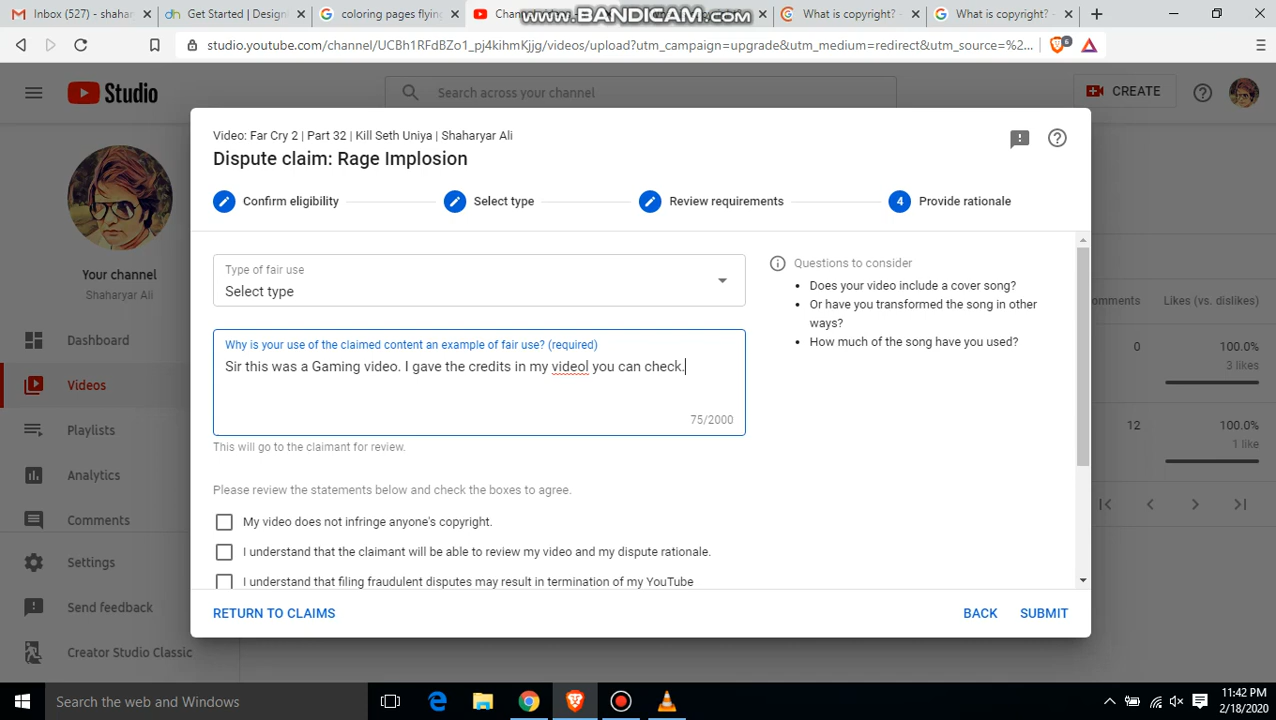 Inbox (527) - shahar
Get Started | Design
coloring pages flying
Chan
What is copyright? -
What is copyright? -
www.BANDICAM.com
studio.youtube.com/channel/UCBh1RFdBZo1_pj4kihmKjjg/videos/upload?utm_campaign=upgrade&utm_medium=redirect&utm_source=%2...
6
Studio
Search across your channel
CREATE
Video: Far Cry 2 | Part 32 | Kill Seth Uniya | Shaharyar Ali
Dispute claim: Rage Implosion
Confirm eligibility
Select type
Review requirements
4 Provide rationale
Your channel
Shaharyar Ali
Dashboard
Videos
Playlists
Analytics
Comments
Settings
Send feedback
Creator Studio Classic
Type of fair use
Select type
Why is your use of the claimed content an example of fair use? (required)
Sir this was a Gaming video. I gave the credits in my videol you can check.
75/2000
This will go to the claimant for review.
Please review the statements below and check the boxes to agree.
My video does not infringe anyone's copyright.
I understand that the claimant will be able to review my video and my dispute rationale.
I understand that filing fraudulent disputes may result in termination of my YouTube
Questions to consider
• Does your video include a cover song?
• Or have you transformed the song in other
ways?
• How much of the song have you used?
RETURN TO CLAIMS
BACK
SUBMIT
omments
Likes (vs. dislikes)
0
100.0%
3 likes
12
100.0%
1 like
Search the web and Windows
11:42 PM
2/18/2020